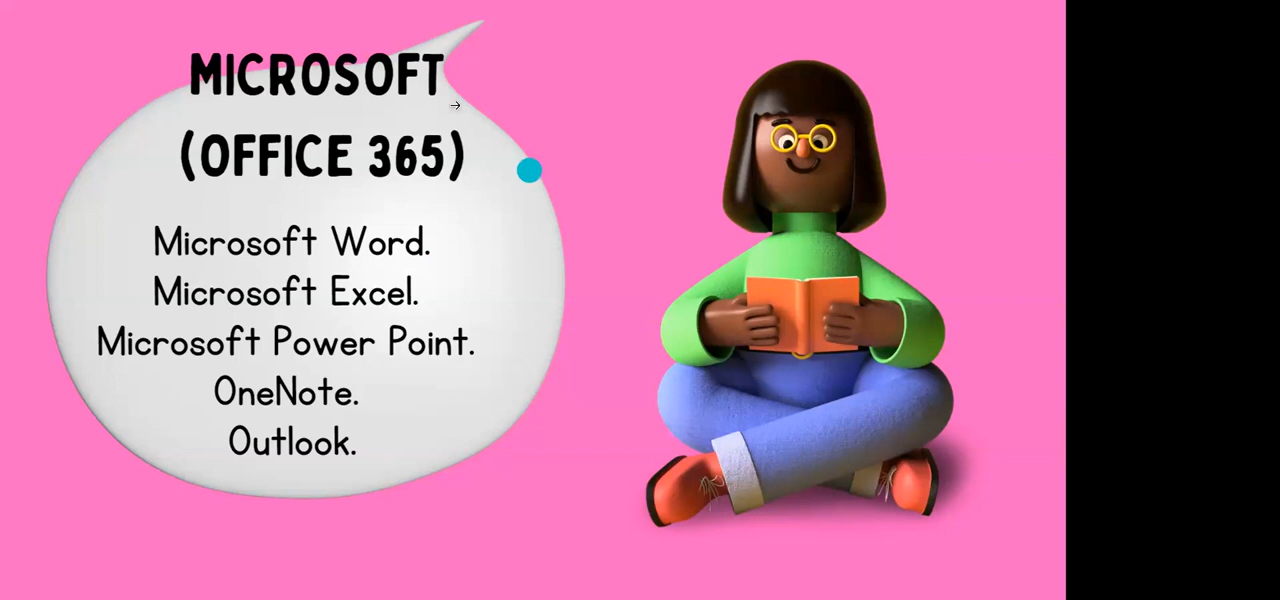 MICROSOFT
(OFFICE 365)
Microsoft Word.
Microsoft Excel.
Microsoft Power Point.
OneNote.
Outlook.